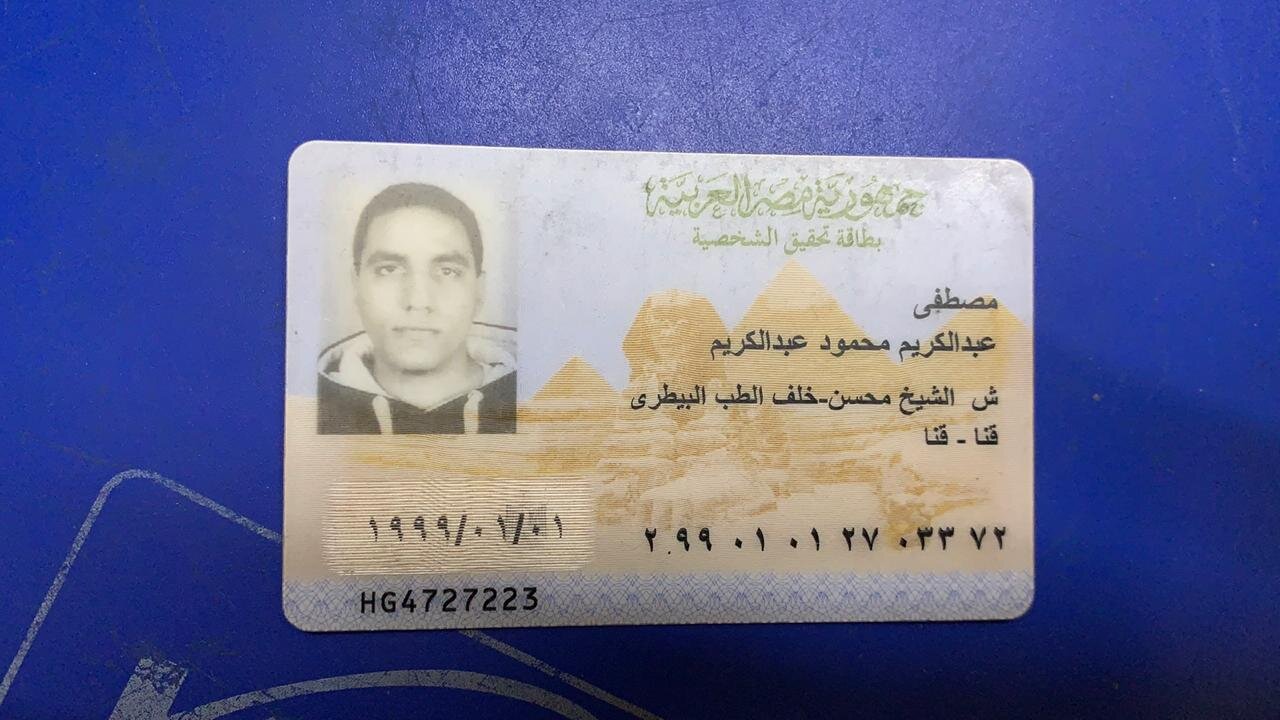 جمهورية مصر العربية
بطاقة تحقيق الشخصية
مصطفى
عبدالكريم محمود عبدالكريم
ش الشيخ محسن-خلف الطب البيطرى
قنا - قنا
٢٩٩ ٠١ ٠١ ٢٧ ٠٣٣ ٧٢
١٩٩٩/٠١/٠١
HG4727223